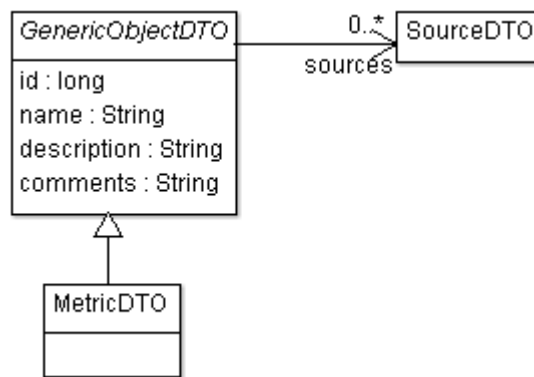 GenericObjectDTO
0..*
SourceDTO
sources
id : long
name : String
description : String
comments : String
MetricDTO